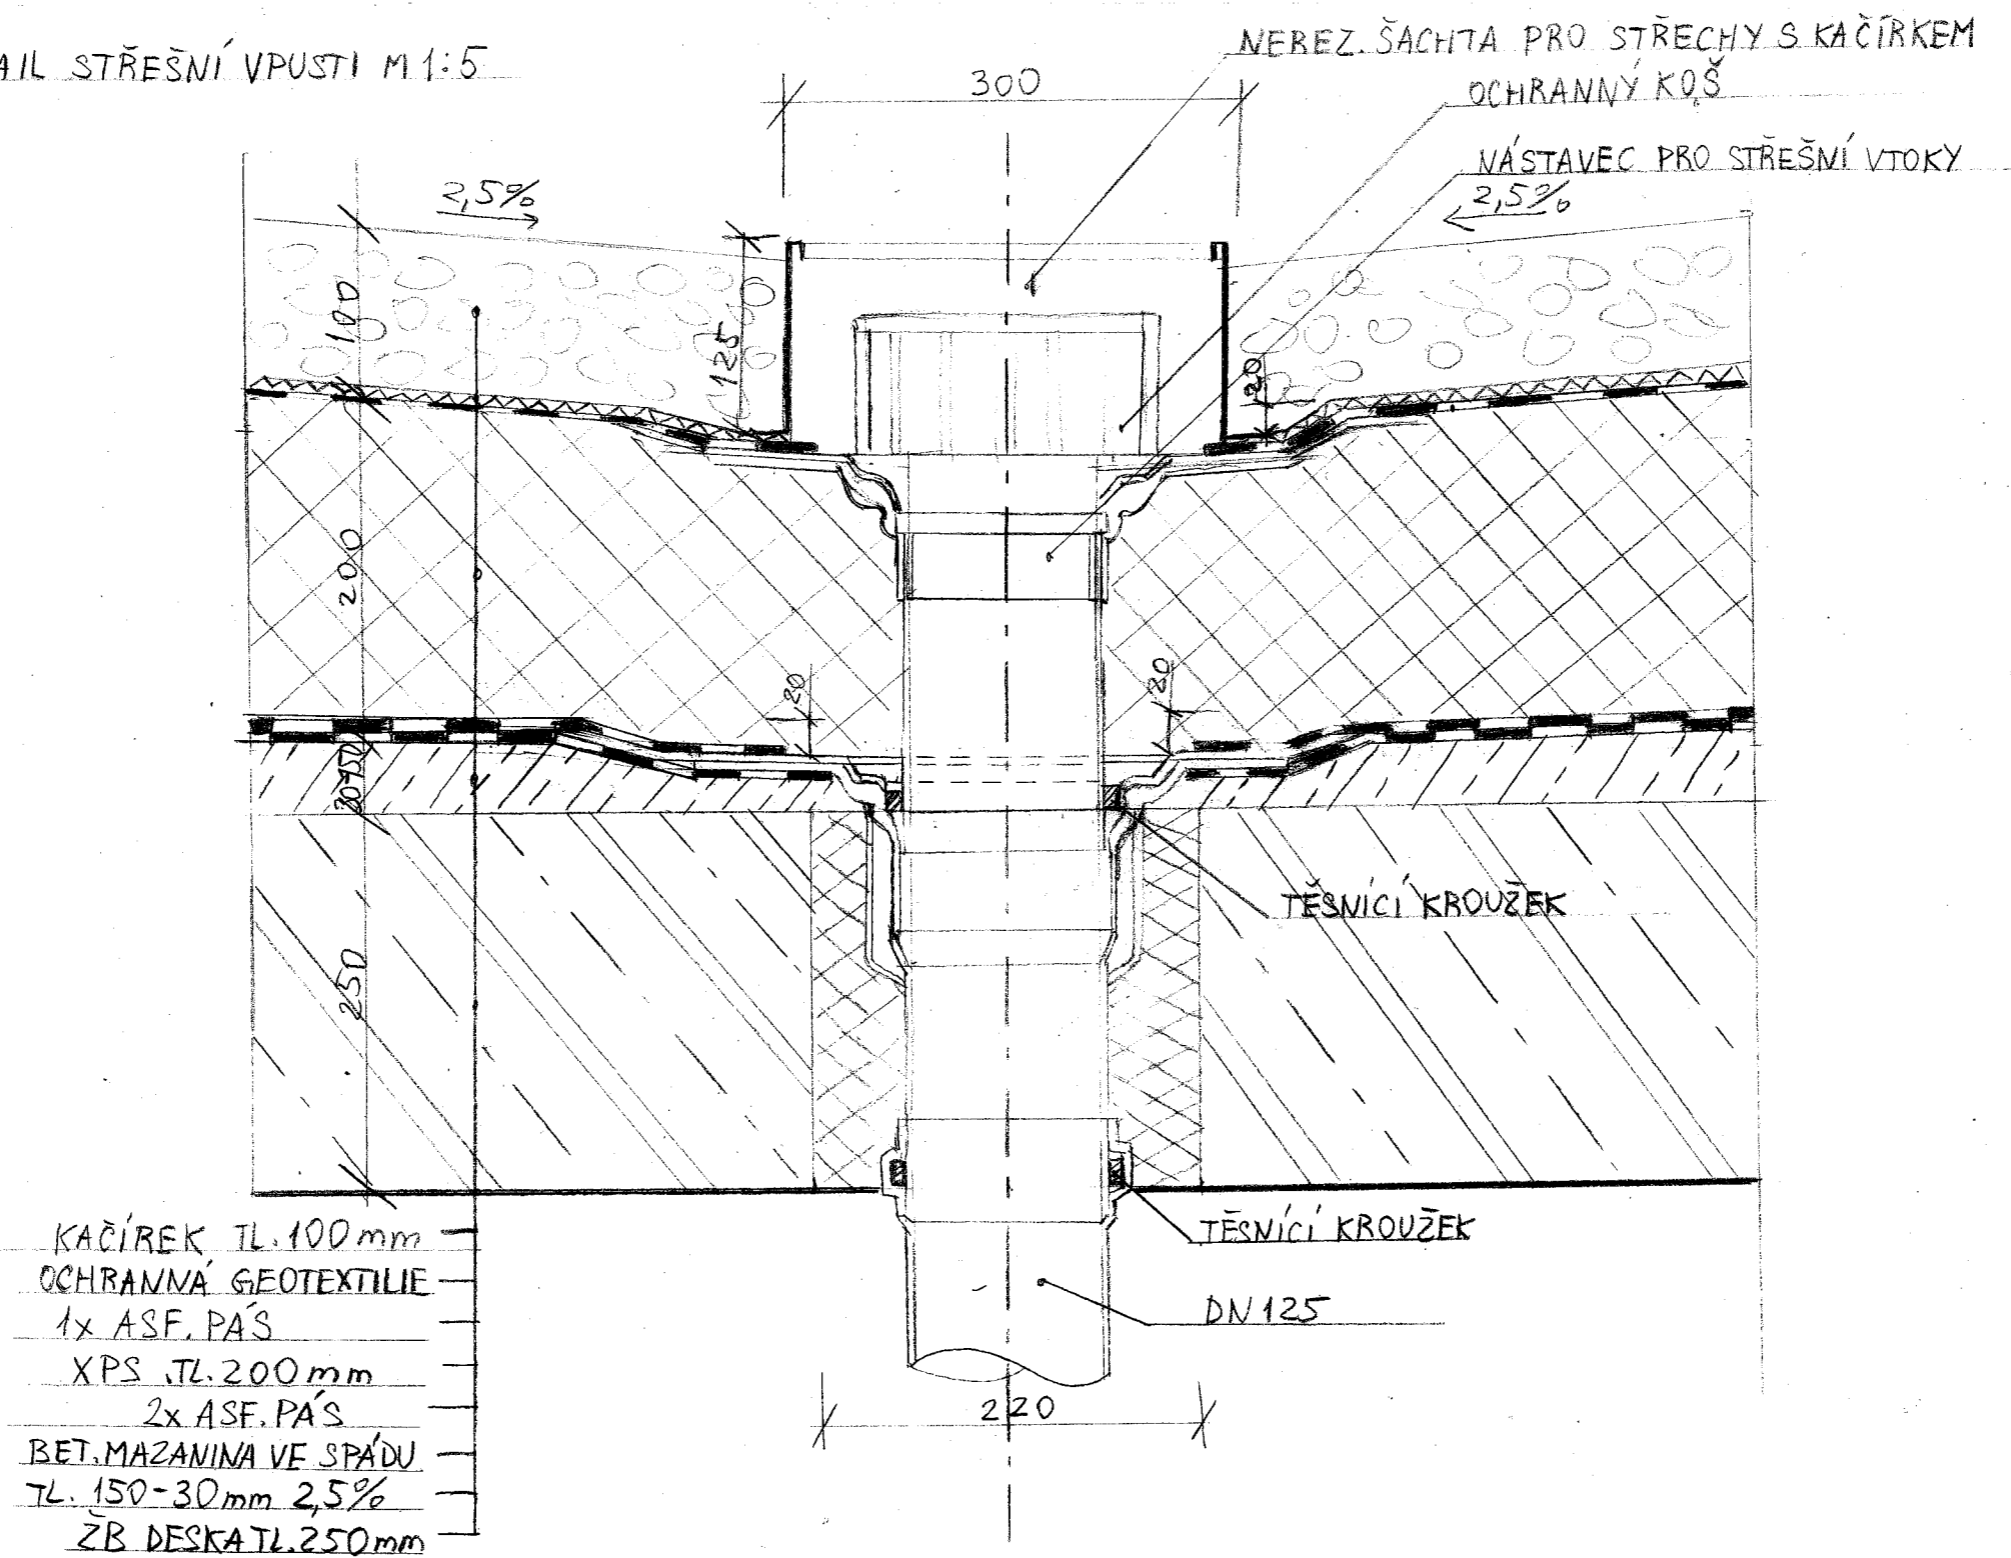 AIL STŘEŠNÍ VPUSTI M 1:5
NEREZ. ŠACHTA PRO STŘECHY S KAČÍRKEM
300
OCHRANNÝ KOŠ
NÁSTAVEC PRO STŘEŠNÍ VTOKY
2,5%
2,5%
100
125
20
200
20
20
250
TĚSNÍCÍ KROUŽEK
TĚSNÍCÍ KROUŽEK
DN 125
220
KAČÍREK TL. 100 mm
OCHRANNÁ GEOTEXTILIE
1x ASF. PÁS
XPS TL. 200 mm
2x ASF. PÁS
BET. MAZANINA VE SPÁDU
TL. 150-30 mm 2,5%
ŽB DESKA TL. 250 mm